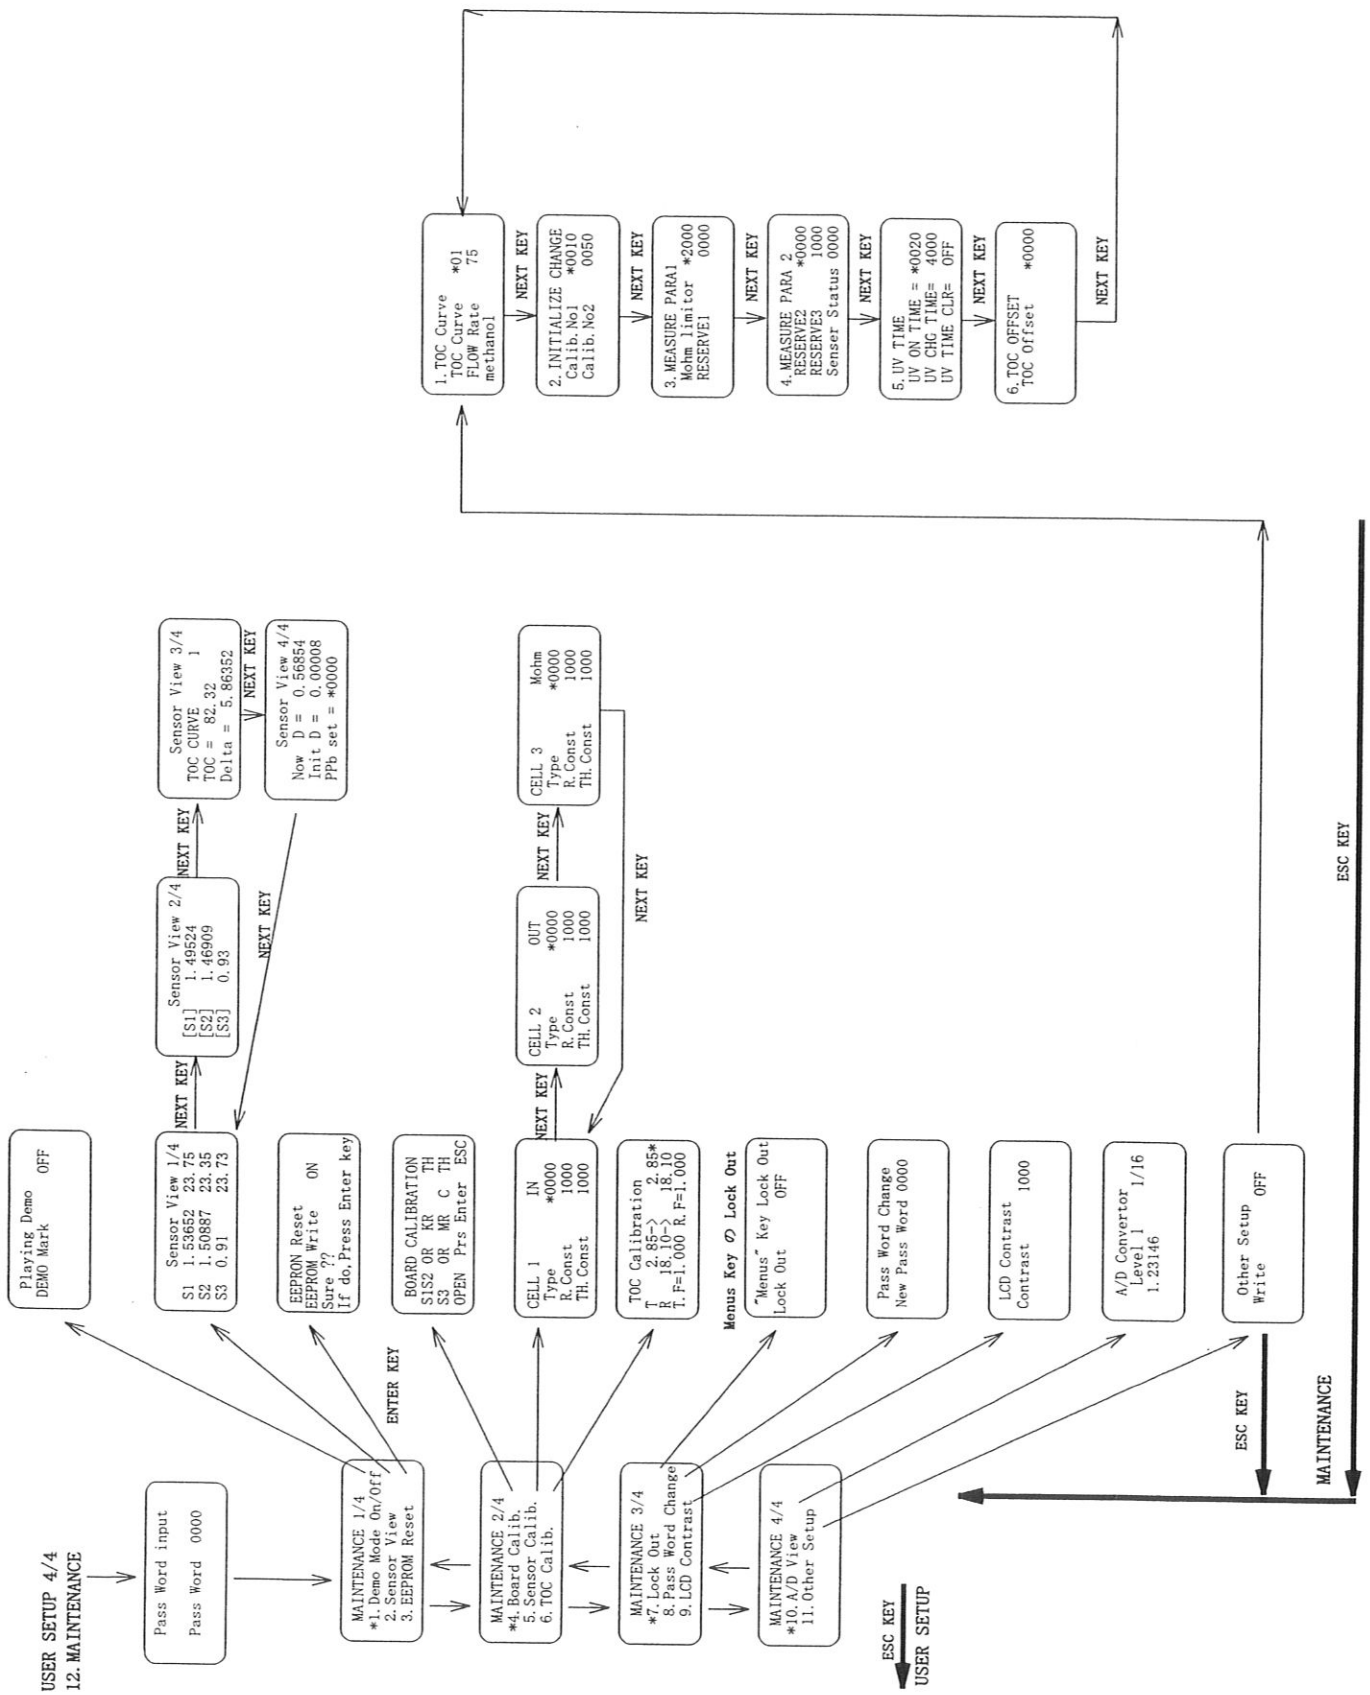 USER SETUP 4/4
12. MAINTENANCE
Pass Word input
Pass Word 0000
MAINTENANCE 1/4
*1. Demo Mode On/Off
2. Sensor View
3. EEPROM Reset
MAINTENANCE 2/4
*4. Board Calib.
5. Sensor Calib.
6. TOC Calib.
MAINTENANCE 3/4
*7. Lock Out
8. Pass Word Change
9. LCD Contrast
MAINTENANCE 4/4
*10. A/D View
11. Other Setup
ESC KEY
USER SETUP
ENTER KEY
Playing Demo
DEMO Mark OFF
Sensor View 1/4
S1 1.53652 23.75
S2 1.50887 23.35
S3 0.91 23.73
NEXT KEY
Sensor View 2/4
[S1] 1.49524
[S2] 1.46909
[S3] 0.93
NEXT KEY
Sensor View 3/4
TOC CURVE 1
TOC = 82.32
Delta = 5.86352
NEXT KEY
Sensor View 4/4
Now D = 0.56854
Init D = 0.00008
PPb set = *0000
NEXT KEY
EEPRON Reset
EEPROM Write ON
Sure ??
If do,Press Enter key
BOARD CALIBRATION
S1S2 OR KR TH
S3 OR MR C TH
OPEN Prs Enter ESC
CELL 1 IN
Type *0000
R.Const 1000
TH.Const 1000
NEXT KEY
CELL 2 OUT
Type *0000
R.Const 1000
TH.Const 1000
NEXT KEY
CELL 3 Mohm
Type *0000
R.Const 1000
TH.Const 1000
NEXT KEY
TOC Calibration
T 2.85-> 2.85*
R 18.10-> 18.10
T.F=1.000 R.F=1.000
Menus Key の Lock Out
"Menus" Key Lock Out
Lock Out OFF
Pass Word Change
New Pass Word 0000
LCD Contrast
Contrast 1000
A/D Convertor
Level 1 1/16
1.23146
Other Setup
Write OFF
ESC KEY
MAINTENANCE
ESC KEY
1. TOC Curve
TOC Curve *01
FLOW Rate 75
methanol
NEXT KEY
2. INITIALIZE CHANGE
Calib.No1 *0010
Calib.No2 0050
NEXT KEY
3. MEASURE PARA1
Mohm limitor *2000
RESERVE1 0000
NEXT KEY
4. MEASURE PARA 2
RESERVE2 *0000
RESERVE3 1000
Senser Status 0000
NEXT KEY
5. UV TIME
UV ON TIME = *0020
UV CHG TIME= 4000
UV TIME CLR= OFF
NEXT KEY
6. TOC OFFSET
TOC Offset *0000
NEXT KEY